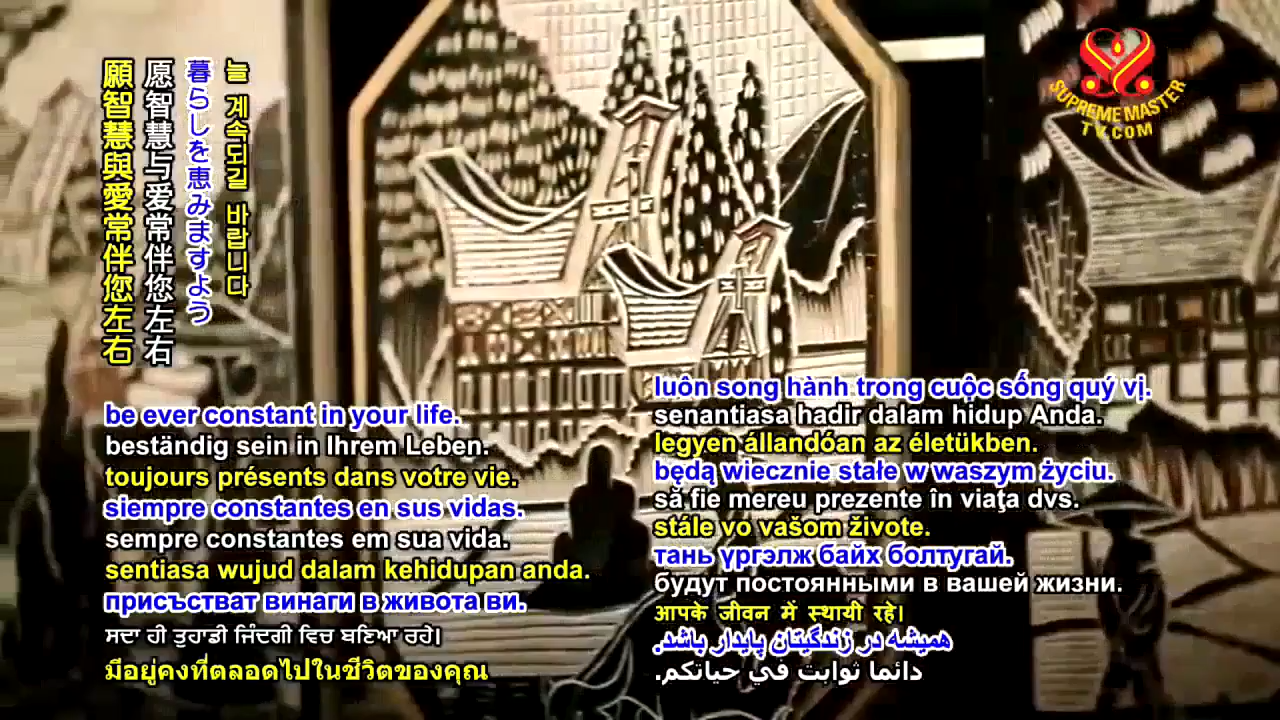 願智慧與愛常伴您左右
愿智慧与爱常伴您左右
暮らしを恵みますよう
늘 계속되길 바랍니다
SUPREME MASTER
TV.COM
be ever constant in your life.
beständig sein in Ihrem Leben.
toujours présents dans votre vie.
siempre constantes en sus vidas.
sempre constantes em sua vida.
sentiasa wujud dalam kehidupan anda.
присъстват винаги в живота ви.
ਸਦਾ ਹੀ ਤੁਹਾਡੀ ਜਿੰਦਗੀ ਵਿਚ ਬਣਿਆ ਰਹੇ।
มีอยู่คงที่ตลอดไปในชีวิตของคุณ
luôn song hành trong cuộc sống quý vị.
senantiasa hadir dalam hidup Anda.
legyen állandóan az életükben.
będą wiecznie stałe w waszym życiu.
să fie mereu prezente în viaţa dvs.
stále vo vašom živote.
тань үргэлж байх болтугай.
будут постоянными в вашей жизни.
आपके जीवन में स्थायी रहे।
همیشه در زندگیتان پایدار باشد.
دائما ثوابت في حياتكم.